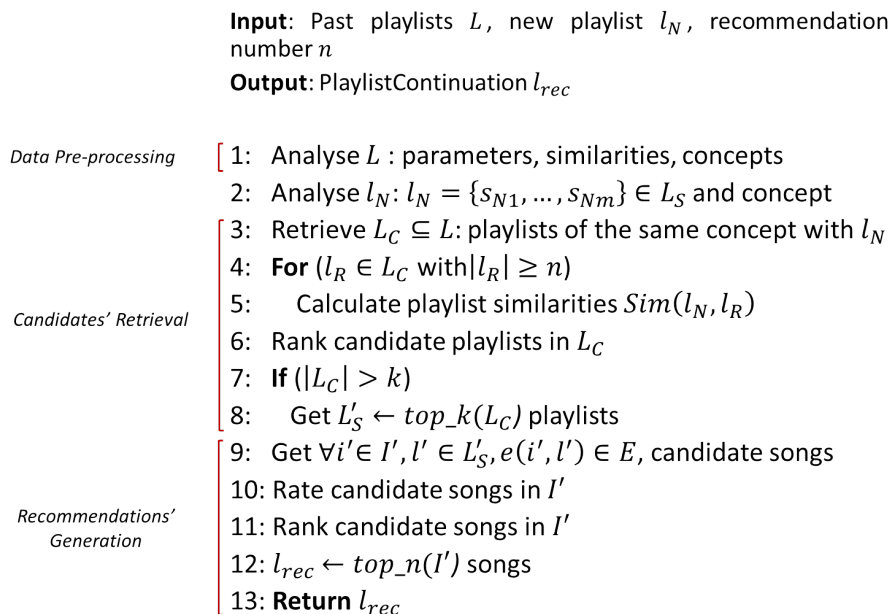 Input: Past playlists L, new playlist l_N, recommendation
number n
Output: PlaylistContinuation l_rec
Data Pre-processing
1: Analyse L : parameters, similarities, concepts
2: Analyse l_N: l_N = {s_N1, … , s_Nm} ∈ L_S and concept
Candidates’ Retrieval
3: Retrieve L_C ⊆ L: playlists of the same concept with l_N
4: For (l_R ∈ L_C with|l_R| ≥ n)
5: Calculate playlist similarities Sim(l_N, l_R)
6: Rank candidate playlists in L_C
7: If (|L_C| > k)
8: Get L′_S ← top_k(L_C) playlists
Recommendations’
Generation
9: Get ∀i′∈ I′, l′ ∈ L′_S, e(i′, l′) ∈ E, candidate songs
10: Rate candidate songs in I′
11: Rank candidate songs in I′
12: l_rec ← top_n(I′) songs
13: Return l_rec